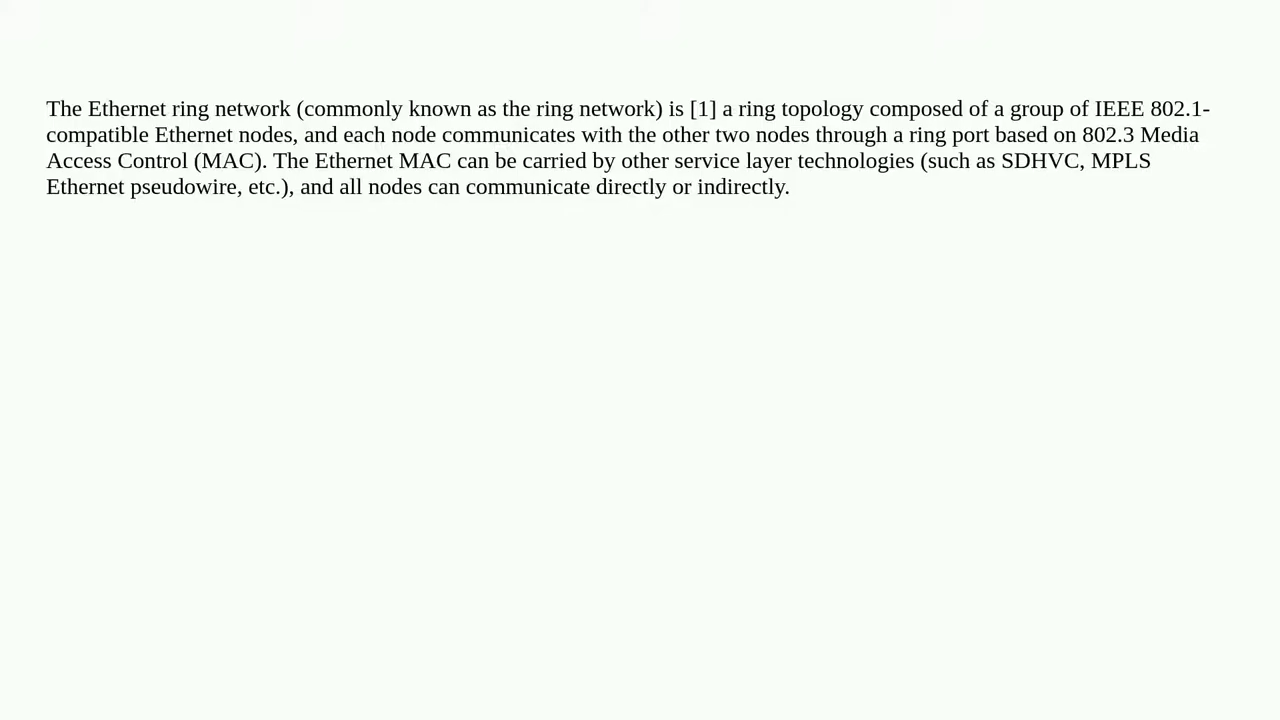 The Ethernet ring network (commonly known as the ring network) is [1] a ring topology composed of a group of IEEE 802.1-
compatible Ethernet nodes, and each node communicates with the other two nodes through a ring port based on 802.3 Media
Access Control (MAC). The Ethernet MAC can be carried by other service layer technologies (such as SDHVC, MPLS
Ethernet pseudowire, etc.), and all nodes can communicate directly or indirectly.